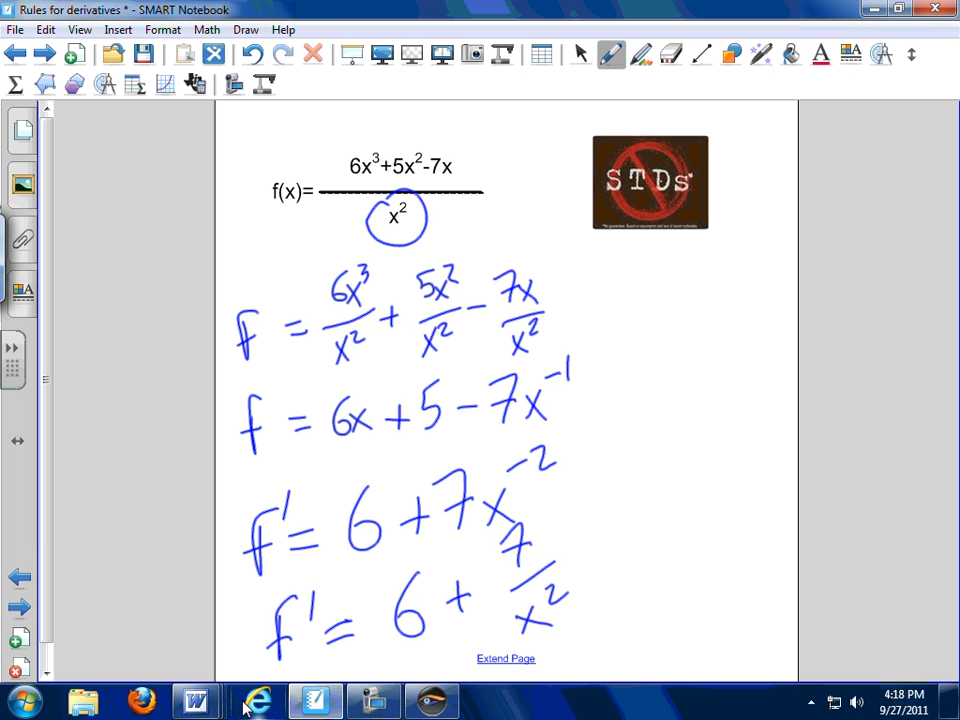 Rules for derivatives * - SMART Notebook
File Edit View Insert Format Math Draw Help
6x³+5x²-7x
f(x)=
x²
STDs*
f = 6x³/x² + 5x²/x² - 7x/x²
f = 6x + 5 - 7x⁻¹
f' = 6 + 7x⁻²
f' = 6 + 7/x²
Extend Page
4:18 PM
9/27/2011